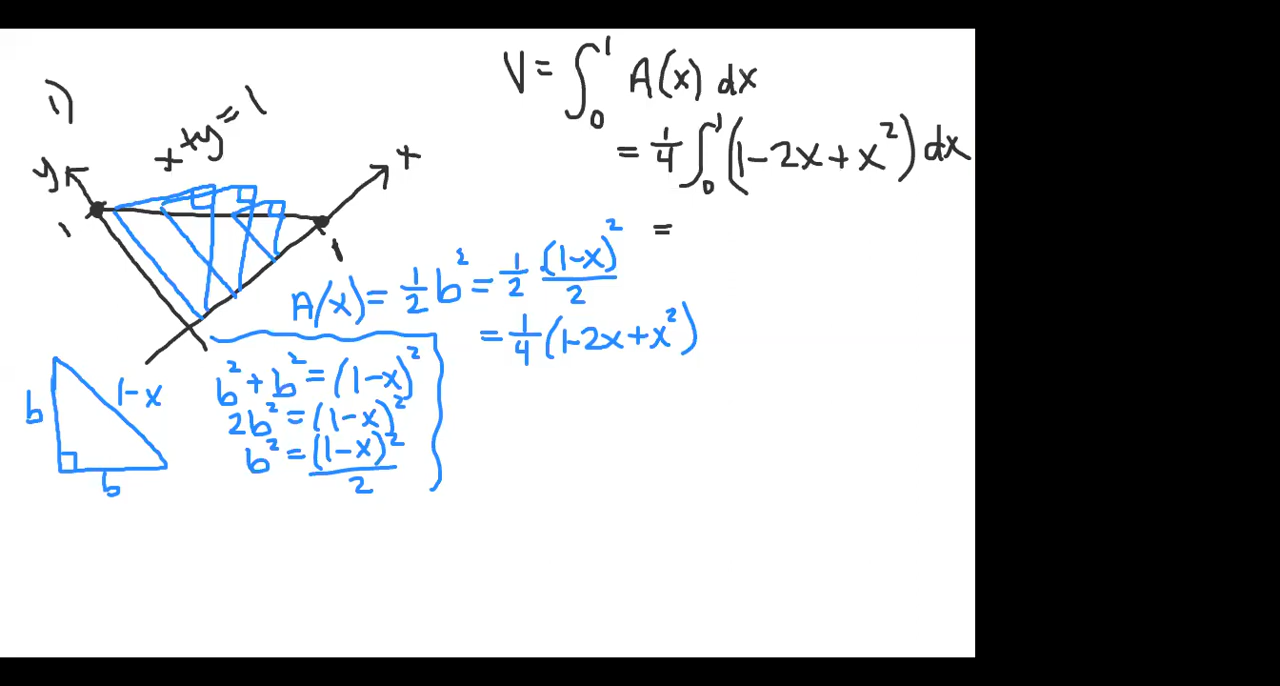 1)
x+y=1
y
x
1
1
A(x) = 1/2 b² = 1/2 (1-x)²/2
= 1/4 (1-2x+x²)
b
1-x
b
b² + b² = (1-x)²
2b² = (1-x)²
b² = (1-x)²/2
V = ∫₀¹ A(x) dx
= 1/4 ∫₀¹ (1-2x+x²) dx
=